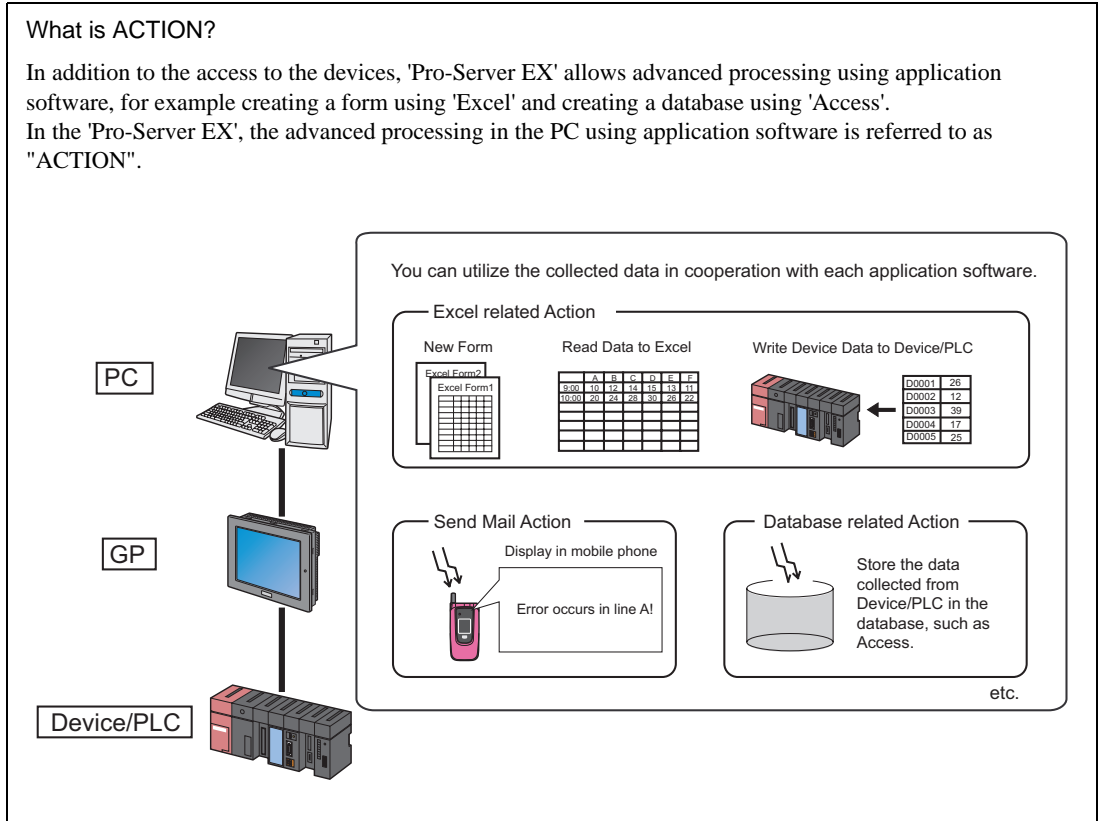 What is ACTION?
In addition to the access to the devices, 'Pro-Server EX' allows advanced processing using application
software, for example creating a form using 'Excel' and creating a database using 'Access'.
In the 'Pro-Server EX', the advanced processing in the PC using application software is referred to as
"ACTION".
You can utilize the collected data in cooperation with each application software.
Excel related Action
New Form
Read Data to Excel
Write Device Data to Device/PLC
Excel Form2
Excel Form1
A B C D E F
9:00 10 12 14 15 13 11
10:00 20 24 28 30 26 22
D0001 26
D0002 12
D0003 39
D0004 17
D0005 25
PC
GP
Device/PLC
Send Mail Action
Display in mobile phone
Error occurs in line A!
Database related Action
Store the data
collected from
Device/PLC in the
database, such as
Access.
etc.